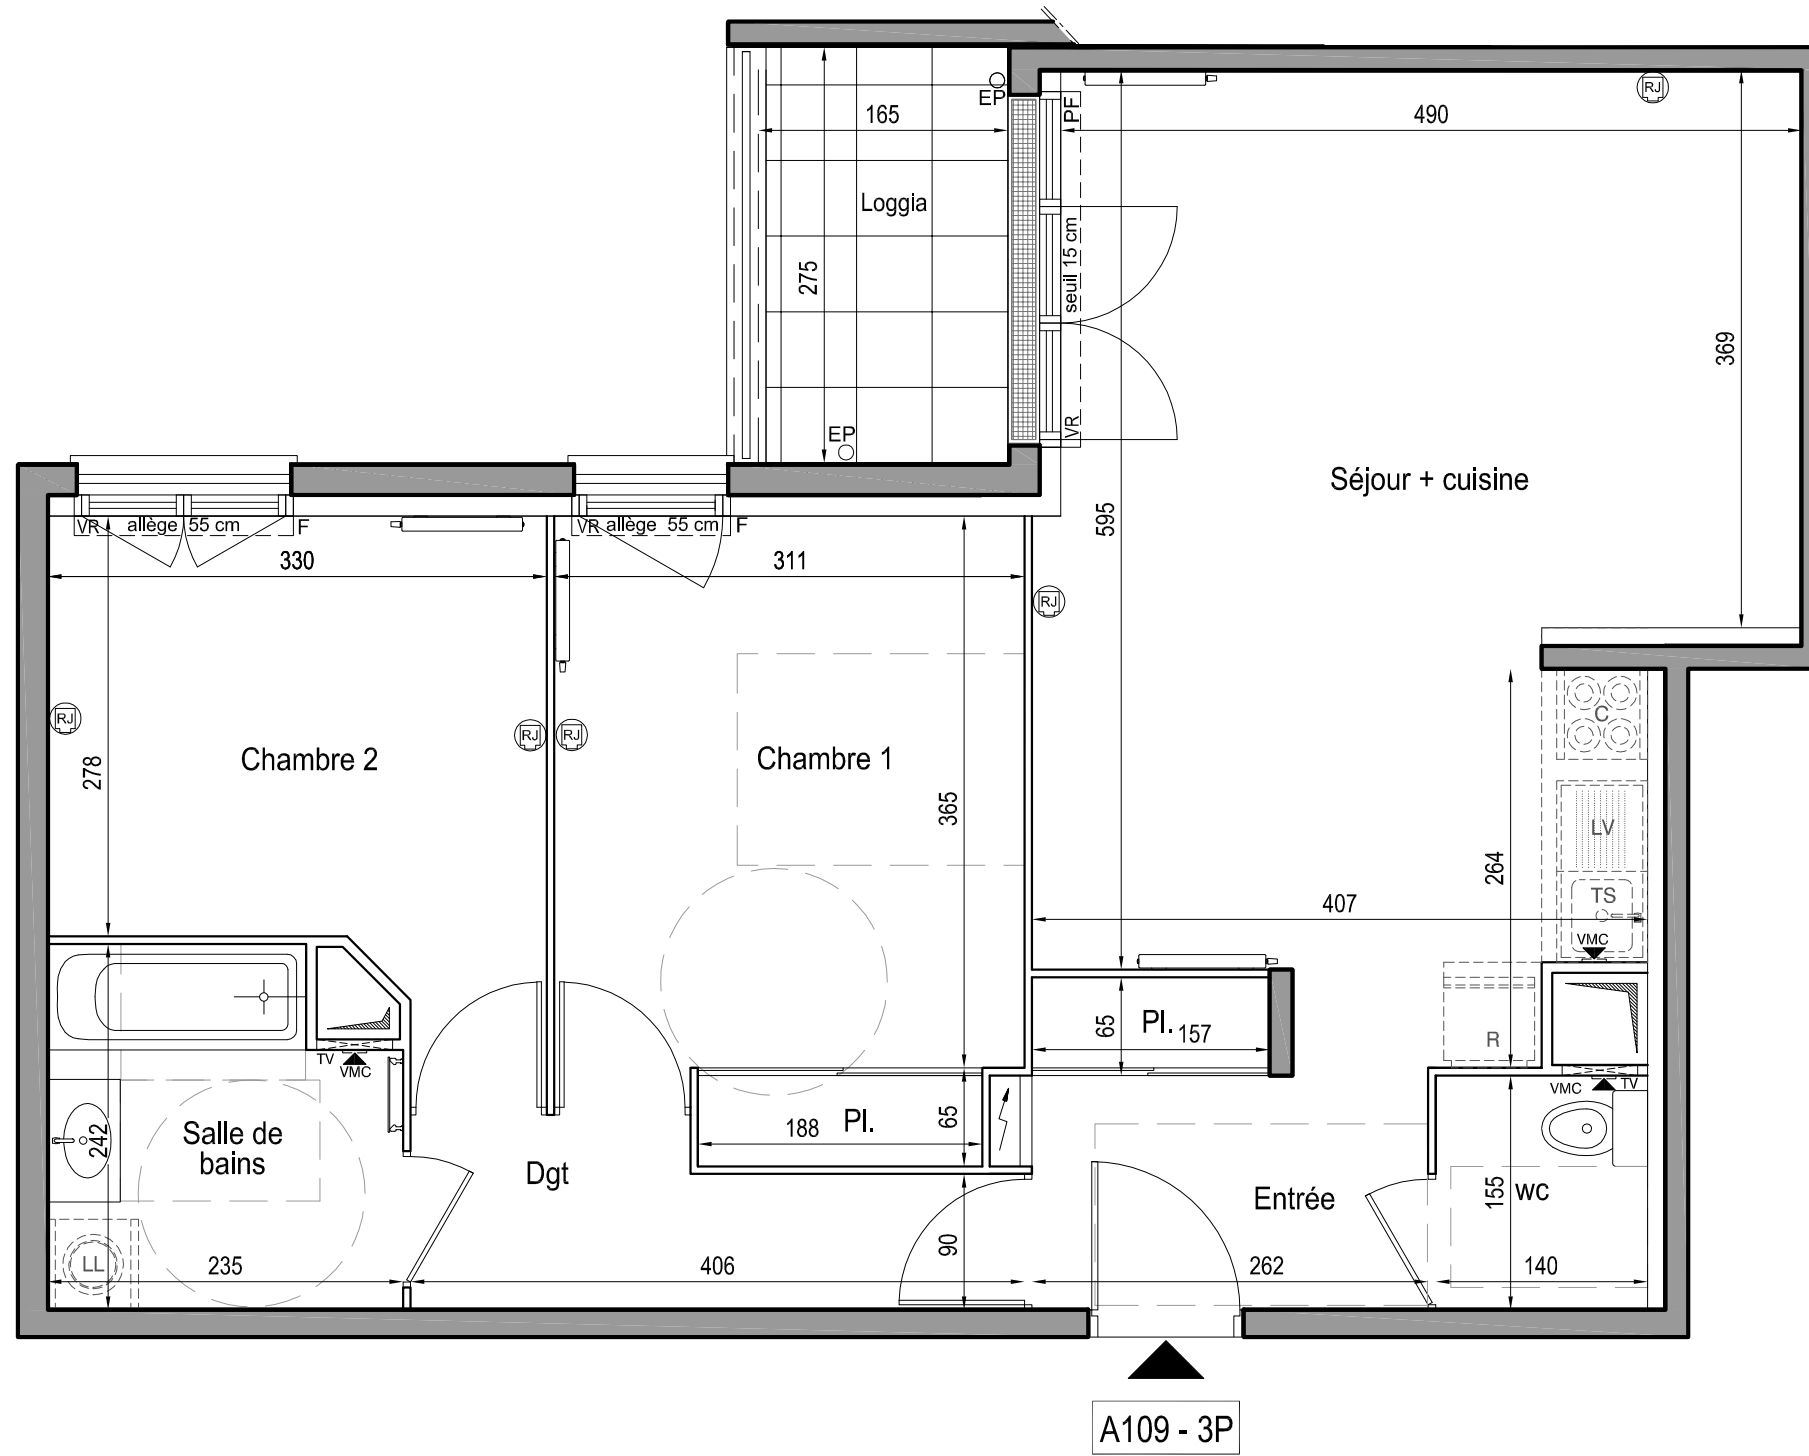 EP
PF
RJ
165
490
Loggia
seuil 15 cm
275
369
EP
VR
Séjour + cuisine
VR allège 55 cm F
VR allège 55 cm F
595
330
311
RJ
RJ
RJ
RJ
C
Chambre 2
Chambre 1
278
365
LV
264
TS
407
VMC
65
Pl.
157
R
TV
VMC
VMC
TV
242
Salle de
bains
188
Pl.
65
Dgt
155
WC
Entrée
90
LL
235
406
262
140
A109 - 3P